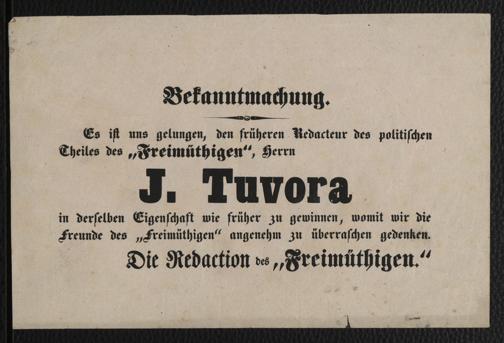 Bekanntmachung.
Es ist uns gelungen, den früheren Redacteur des politischen
Theiles des „Freimüthigen“, Herrn
J. Tuvora
in derselben Eigenschaft wie früher zu gewinnen, womit wir die
Freunde des „Freimüthigen“ angenehm zu überraschen gedenken.
Die Redaction des „Freimüthigen.“